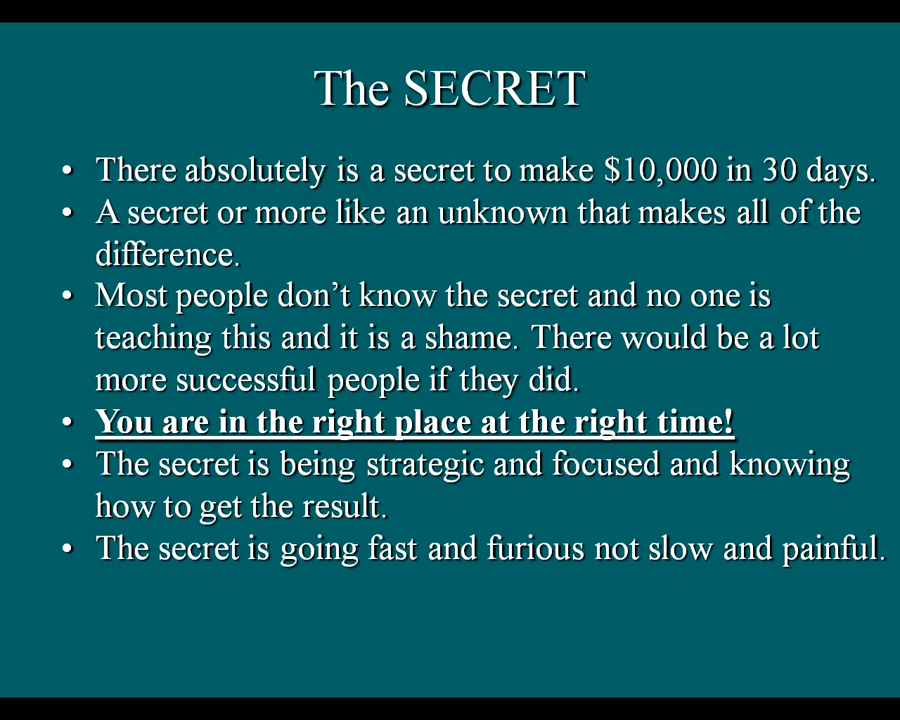 The SECRET
• There absolutely is a secret to make $10,000 in 30 days.
• A secret or more like an unknown that makes all of the
difference.
• Most people don’t know the secret and no one is
teaching this and it is a shame. There would be a lot
more successful people if they did.
• You are in the right place at the right time!
• The secret is being strategic and focused and knowing
how to get the result.
• The secret is going fast and furious not slow and painful.